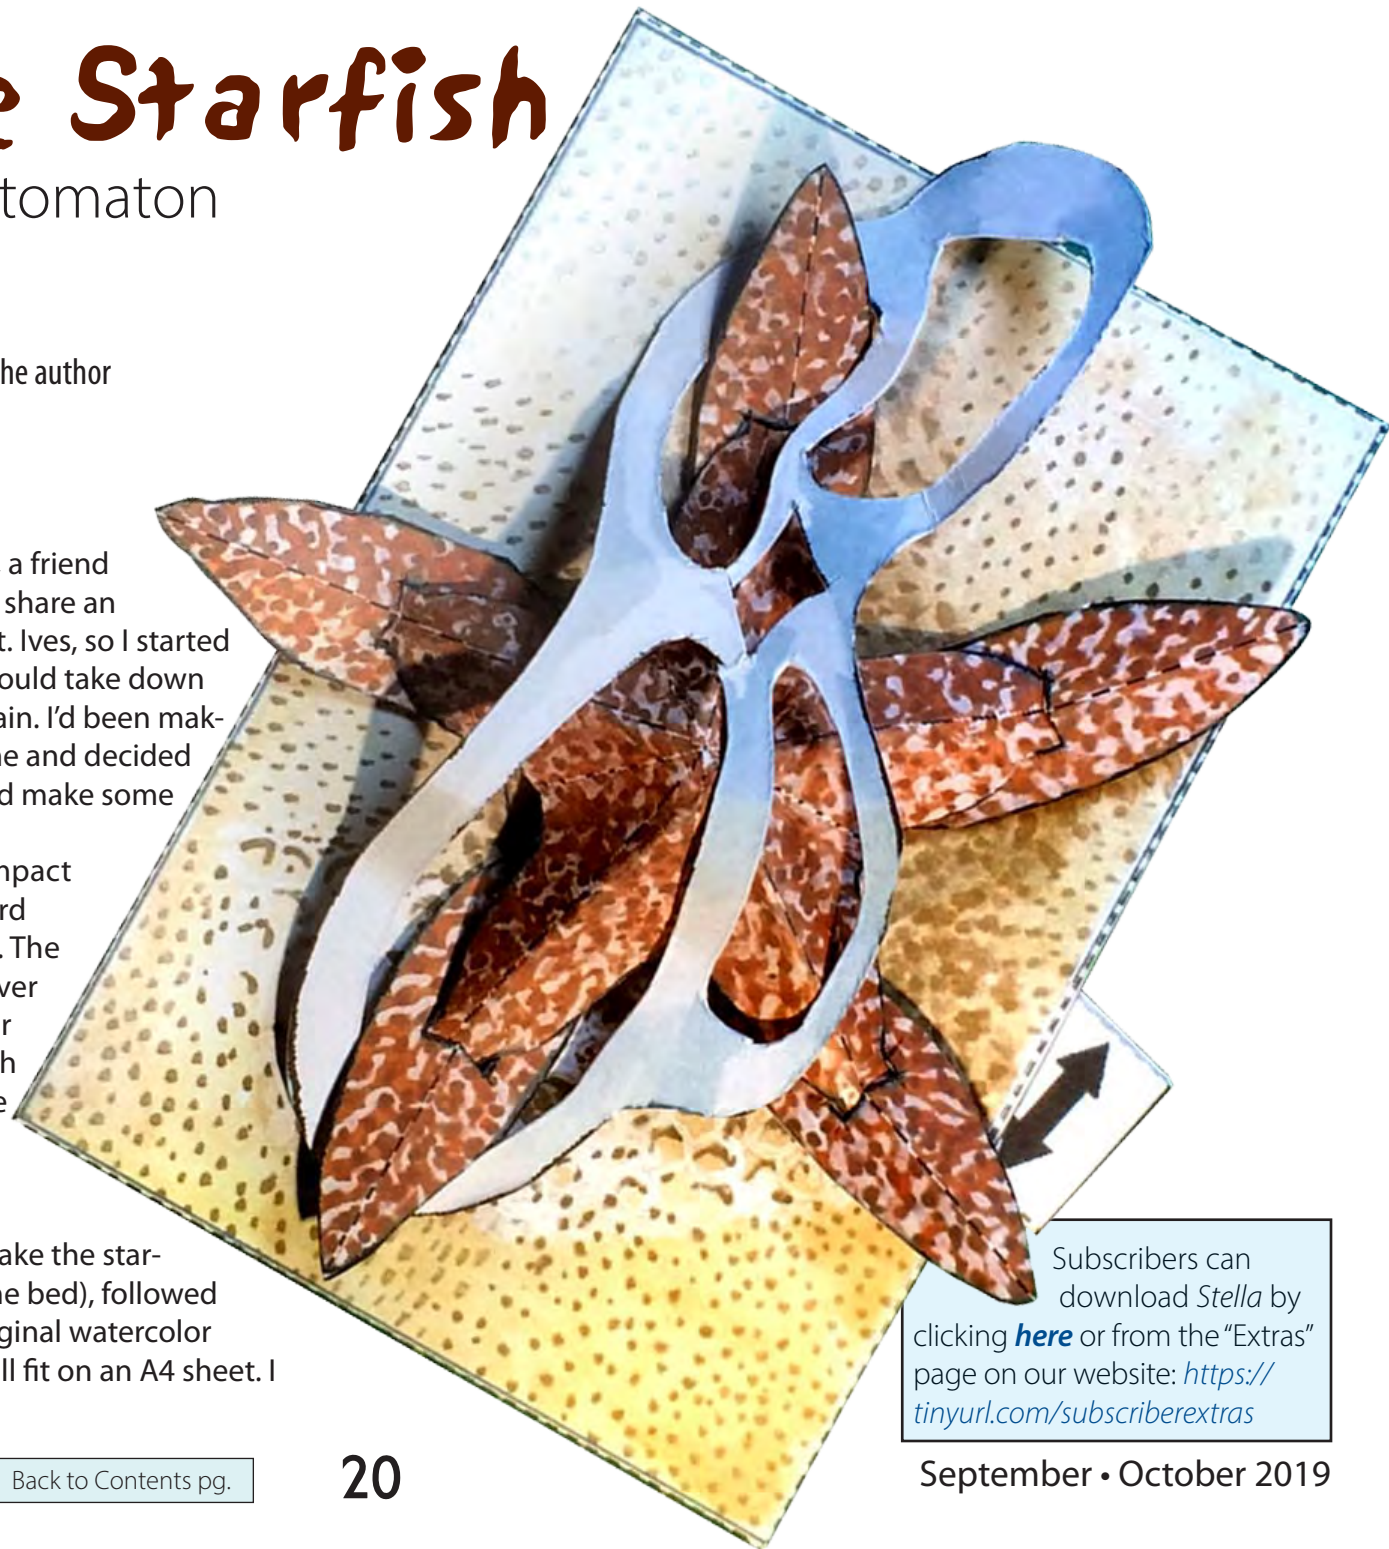 e Starfish
tomaton
he author
a friend
share an
t. Ives, so I started
ould take down
ain. I'd been mak-
ne and decided
d make some
mpact
rd
. The
ver
r
h
e
ake the star-
ne bed), followed
ginal watercolor
ll fit on an A4 sheet. I
Subscribers can
download Stella by
clicking here or from the "Extras"
page on our website: https://
tinyurl.com/subscriberextras
Back to Contents pg.
20
September • October 2019